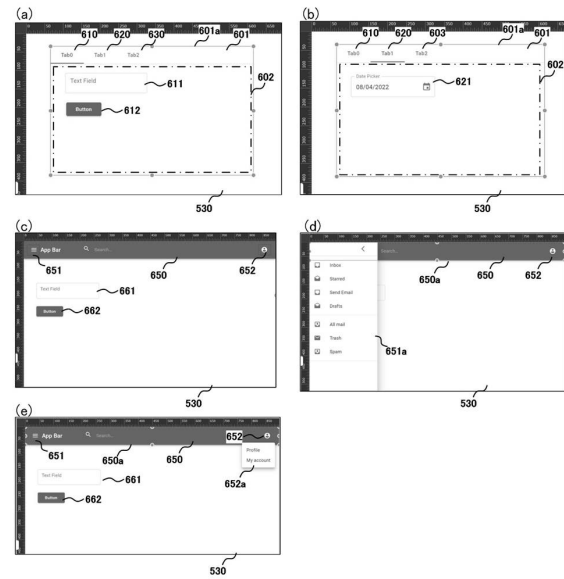 (a)
610 620 630 601a 601
Tab0 Tab1 Tab2
Text Field
611
602
Button
612
530
(b)
610 620 603 601a 601
Tab0 Tab1 Tab2
602
Date Picker
08/04/2022
621
530
(c)
App Bar Search...
651 650 652
661
Text Field
Button
662
530
(d)
Search...
650a 650 652
Inbox
Starred
Send Email
Drafts
All mail
Trash
Spam
651a
530
(e)
App Bar Search... 652
651 650a 650
Profile
My account
652a
Text Field
661
Button
662
530